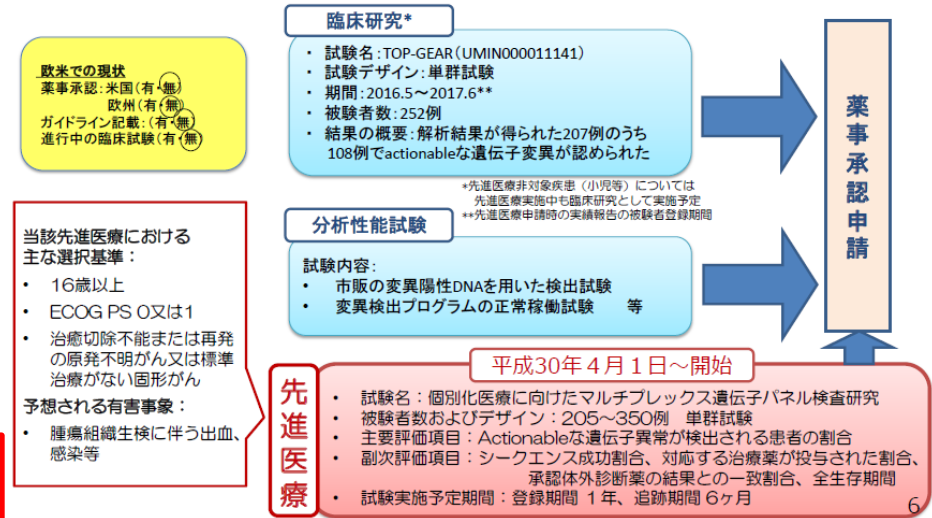 臨床研究*
・ 試験名：TOP-GEAR（UMIN000011141）
・ 試験デザイン：単群試験
・ 期間：2016.5～2017.6**
・ 被験者数：252例
・ 結果の概要：解析結果が得られた207例のうち
108例でactionableな遺伝子変異が認められた
欧米での現状
薬事承認：米国（有・無）
欧州（有・無）
ガイドライン記載：（有・無）
進行中の臨床試験（有・無）
*先進医療非対象疾患（小児等）については
先進医療実施中も臨床研究として実施予定
**先進医療申請時の実績報告の被験者登録期間
分析性能試験
試験内容：
・ 市販の変異陽性DNAを用いた検出試験
・ 変異検出プログラムの正常稼働試験　等
薬事承認申請
当該先進医療における
主な選択基準：
・ 16歳以上
・ ECOG PS 0又は1
・ 治癒切除不能または再発
の原発不明がん又は標準
治療がない固形がん
予想される有害事象：
・ 腫瘍組織生検に伴う出血、
感染等
先進医療
平成30年4月1日～開始
・ 試験名：個別化医療に向けたマルチプレックス遺伝子パネル検査研究
・ 被験者数およびデザイン：205～350例　単群試験
・ 主要評価項目：Actionableな遺伝子異常が検出される患者の割合
・ 副次評価項目：シークエンス成功割合、対応する治療薬が投与された割合、
承認体外診断薬の結果との一致割合、全生存期間
・ 試験実施予定期間：登録期間 1年、追跡期間 6ヶ月
6